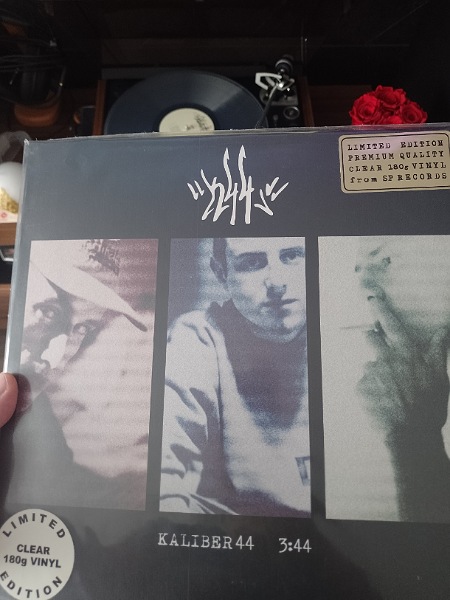 LIMITED EDITION
PREMIUM QUALITY
CLEAR 180g VINYL
from SP RECORDS
KALIBER44 3:44
LIMITED
CLEAR
180g VINYL
EDITION